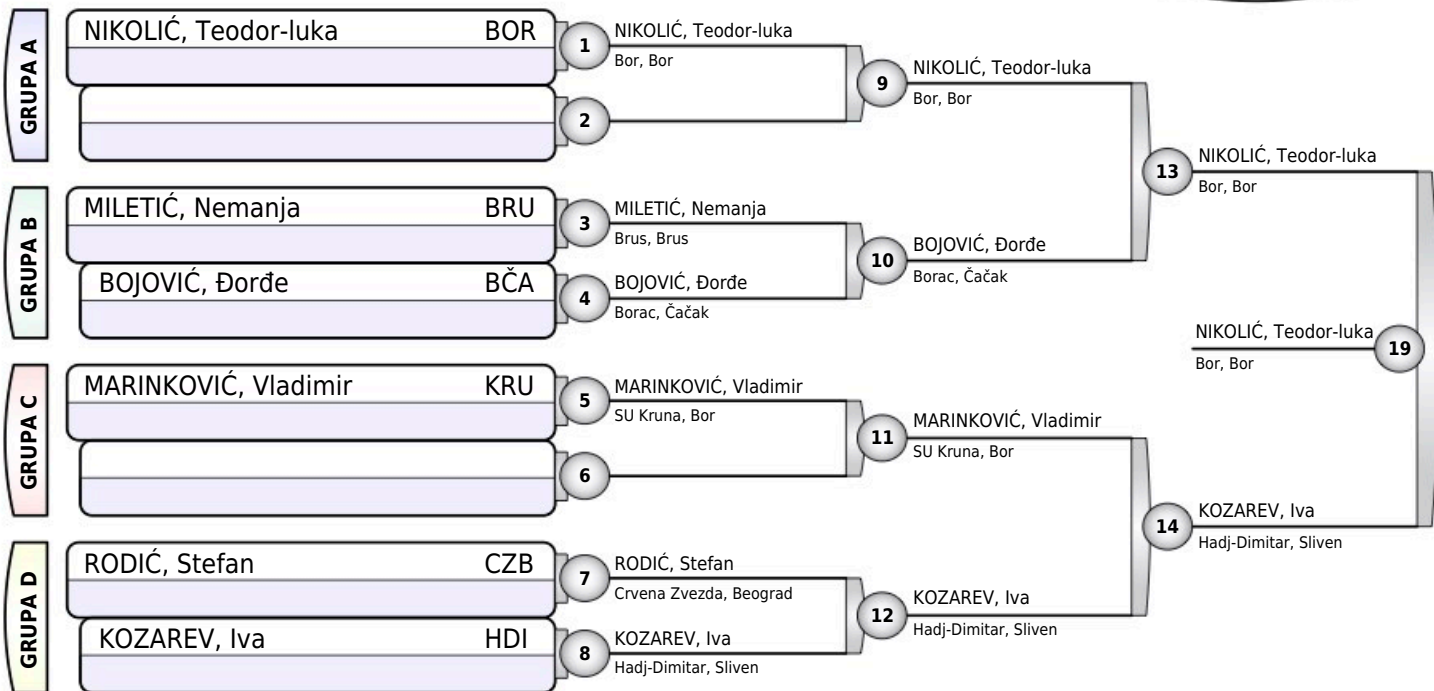 GRUPA A
NIKOLIĆ, Teodor-luka BOR
1
NIKOLIĆ, Teodor-luka
Bor, Bor
2
9
NIKOLIĆ, Teodor-luka
Bor, Bor
GRUPA B
MILETIĆ, Nemanja BRU
3
MILETIĆ, Nemanja
Brus, Brus
BOJOVIĆ, Đorđe BČA
4
BOJOVIĆ, Đorđe
Borac, Čačak
10
BOJOVIĆ, Đorđe
Borac, Čačak
13
NIKOLIĆ, Teodor-luka
Bor, Bor
GRUPA C
MARINKOVIĆ, Vladimir KRU
5
MARINKOVIĆ, Vladimir
SU Kruna, Bor
6
11
MARINKOVIĆ, Vladimir
SU Kruna, Bor
GRUPA D
RODIĆ, Stefan CZB
7
RODIĆ, Stefan
Crvena Zvezda, Beograd
KOZAREV, Iva HDI
8
KOZAREV, Iva
Hadj-Dimitar, Sliven
12
KOZAREV, Iva
Hadj-Dimitar, Sliven
14
KOZAREV, Iva
Hadj-Dimitar, Sliven
NIKOLIĆ, Teodor-luka
Bor, Bor
19